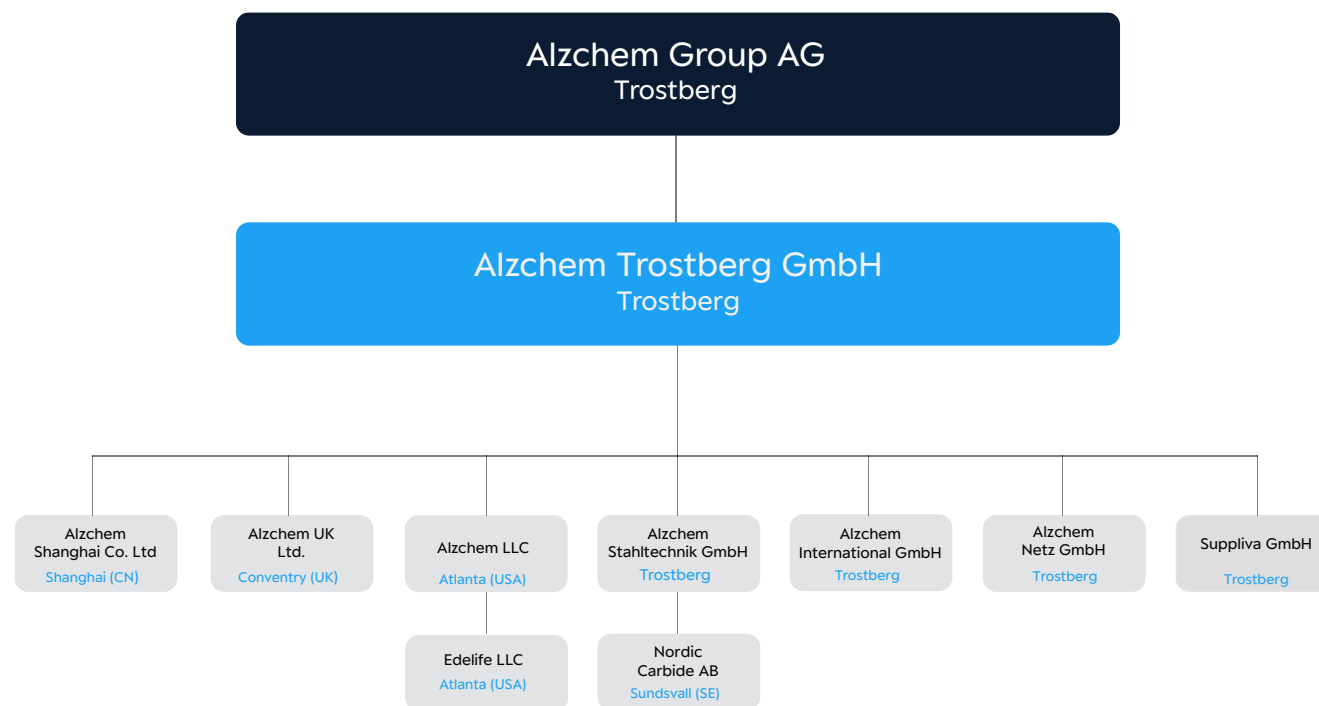 Alzchem Group AG
Trostberg
Alzchem Trostberg GmbH
Trostberg
Alzchem
Shanghai Co. Ltd
Shanghai (CN)
Alzchem UK
Ltd.
Conventry (UK)
Alzchem LLC
Atlanta (USA)
Alzchem
Stahltechnik GmbH
Trostberg
Alzchem
International GmbH
Trostberg
Alzchem
Netz GmbH
Trostberg
Suppliva GmbH
Trostberg
Edelife LLC
Atlanta (USA)
Nordic
Carbide AB
Sundsvall (SE)